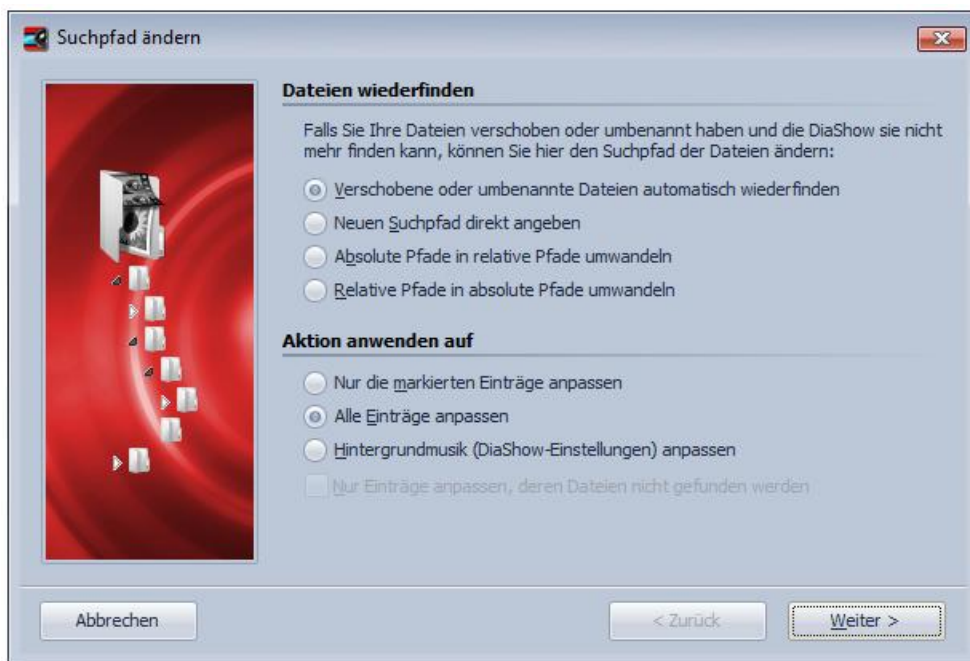 Suchpfad ändern
Dateien wiederfinden
Falls Sie Ihre Dateien verschoben oder umbenannt haben und die DiaShow sie nicht
mehr finden kann, können Sie hier den Suchpfad der Dateien ändern:
Verschobene oder umbenannte Dateien automatisch wiederfinden
Neuen Suchpfad direkt angeben
Absolute Pfade in relative Pfade umwandeln
Relative Pfade in absolute Pfade umwandeln
Aktion anwenden auf
Nur die markierten Einträge anpassen
Alle Einträge anpassen
Hintergrundmusik (DiaShow-Einstellungen) anpassen
Nur Einträge anpassen, deren Dateien nicht gefunden werden
Abbrechen
< Zurück
Weiter >